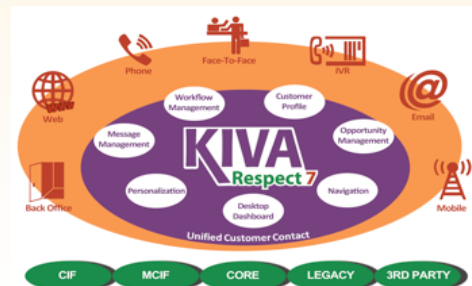 Face-To-Face
Phone
IVR
Web
WWW
Email
Back Office
Mobile
Workflow
Management
Customer
Profile
Message
Management
Opportunity
Management
KIVA
Respect 7
Personalization
Navigation
Desktop
Dashboard
Unified Customer Contact
CIF
MCIF
CORE
LEGACY
3RD PARTY